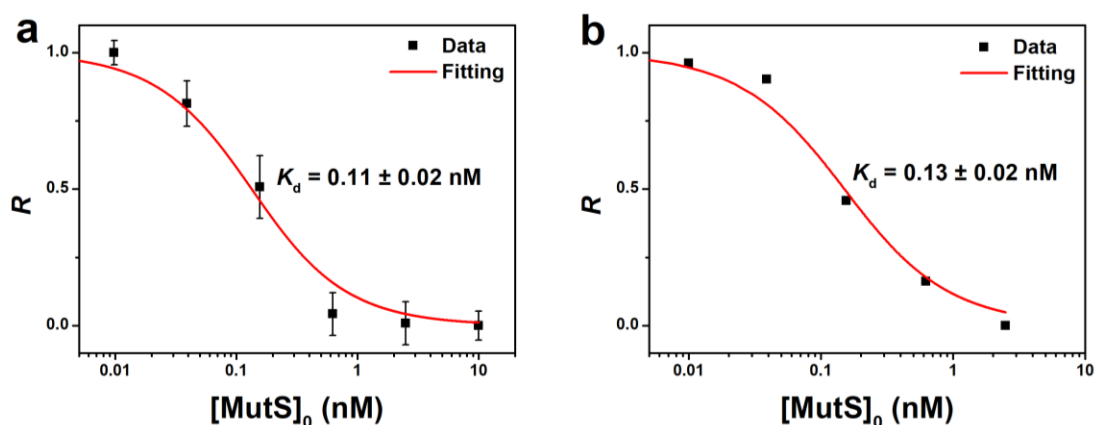 a
1.0
0.5
0.0
R
Data
Fitting
Kd = 0.11 ± 0.02 nM
0.01
0.1
1
10
[MutS]0 (nM)
b
1.0
0.5
0.0
R
Data
Fitting
Kd = 0.13 ± 0.02 nM
0.01
0.1
1
10
[MutS]0 (nM)